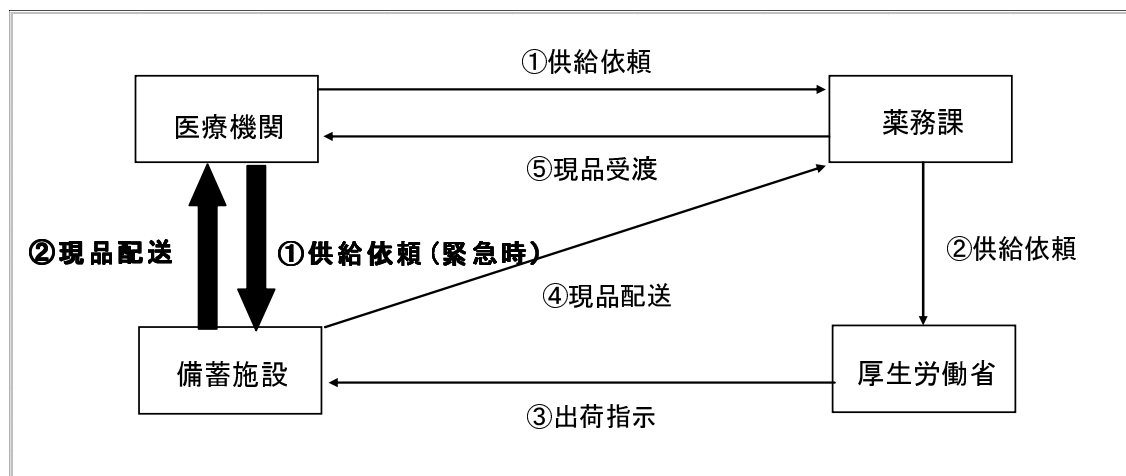 ①供給依頼
医療機関
薬務課
⑤現品受渡
②現品配送
①供給依頼(緊急時)
②供給依頼
④現品配送
備蓄施設
厚生労働省
③出荷指示